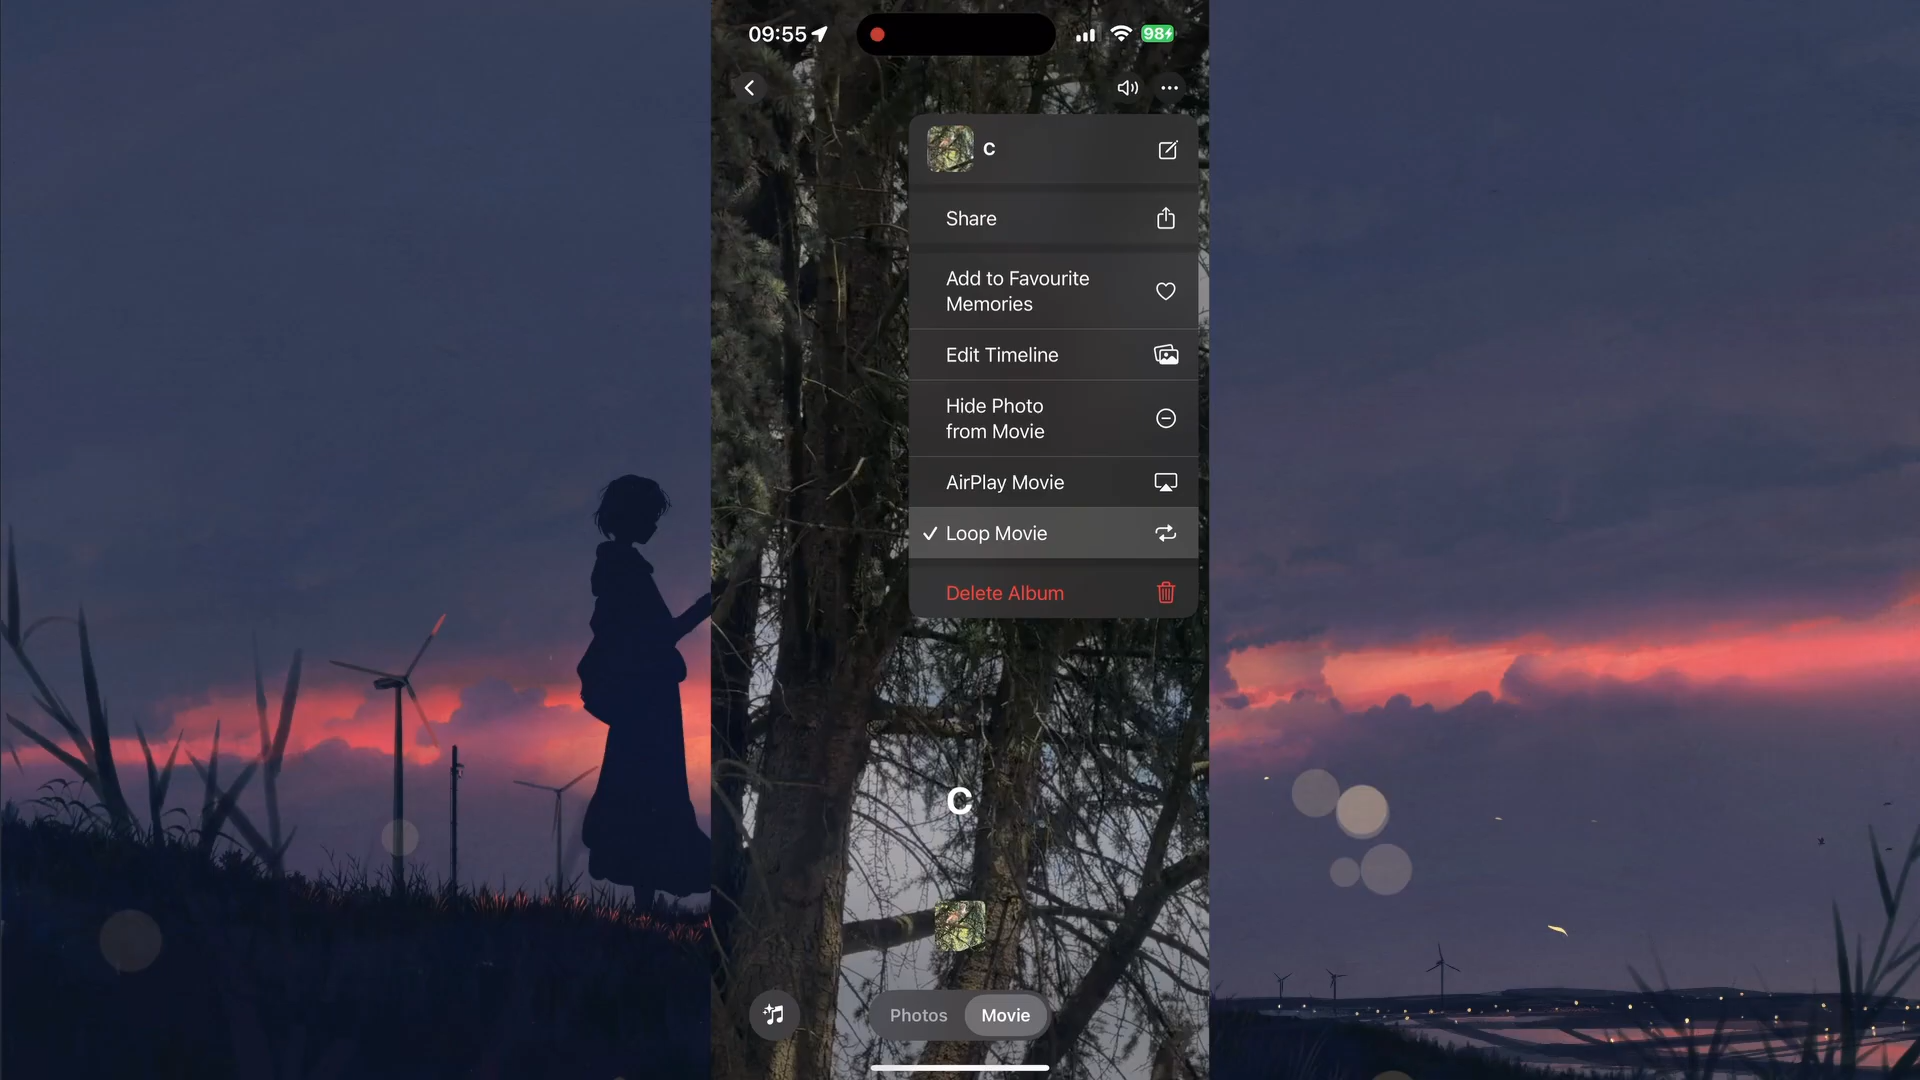 09:55
98
C
Share
Add to Favourite
Memories
Edit Timeline
Hide Photo
from Movie
AirPlay Movie
Loop Movie
Delete Album
C
Photos
Movie